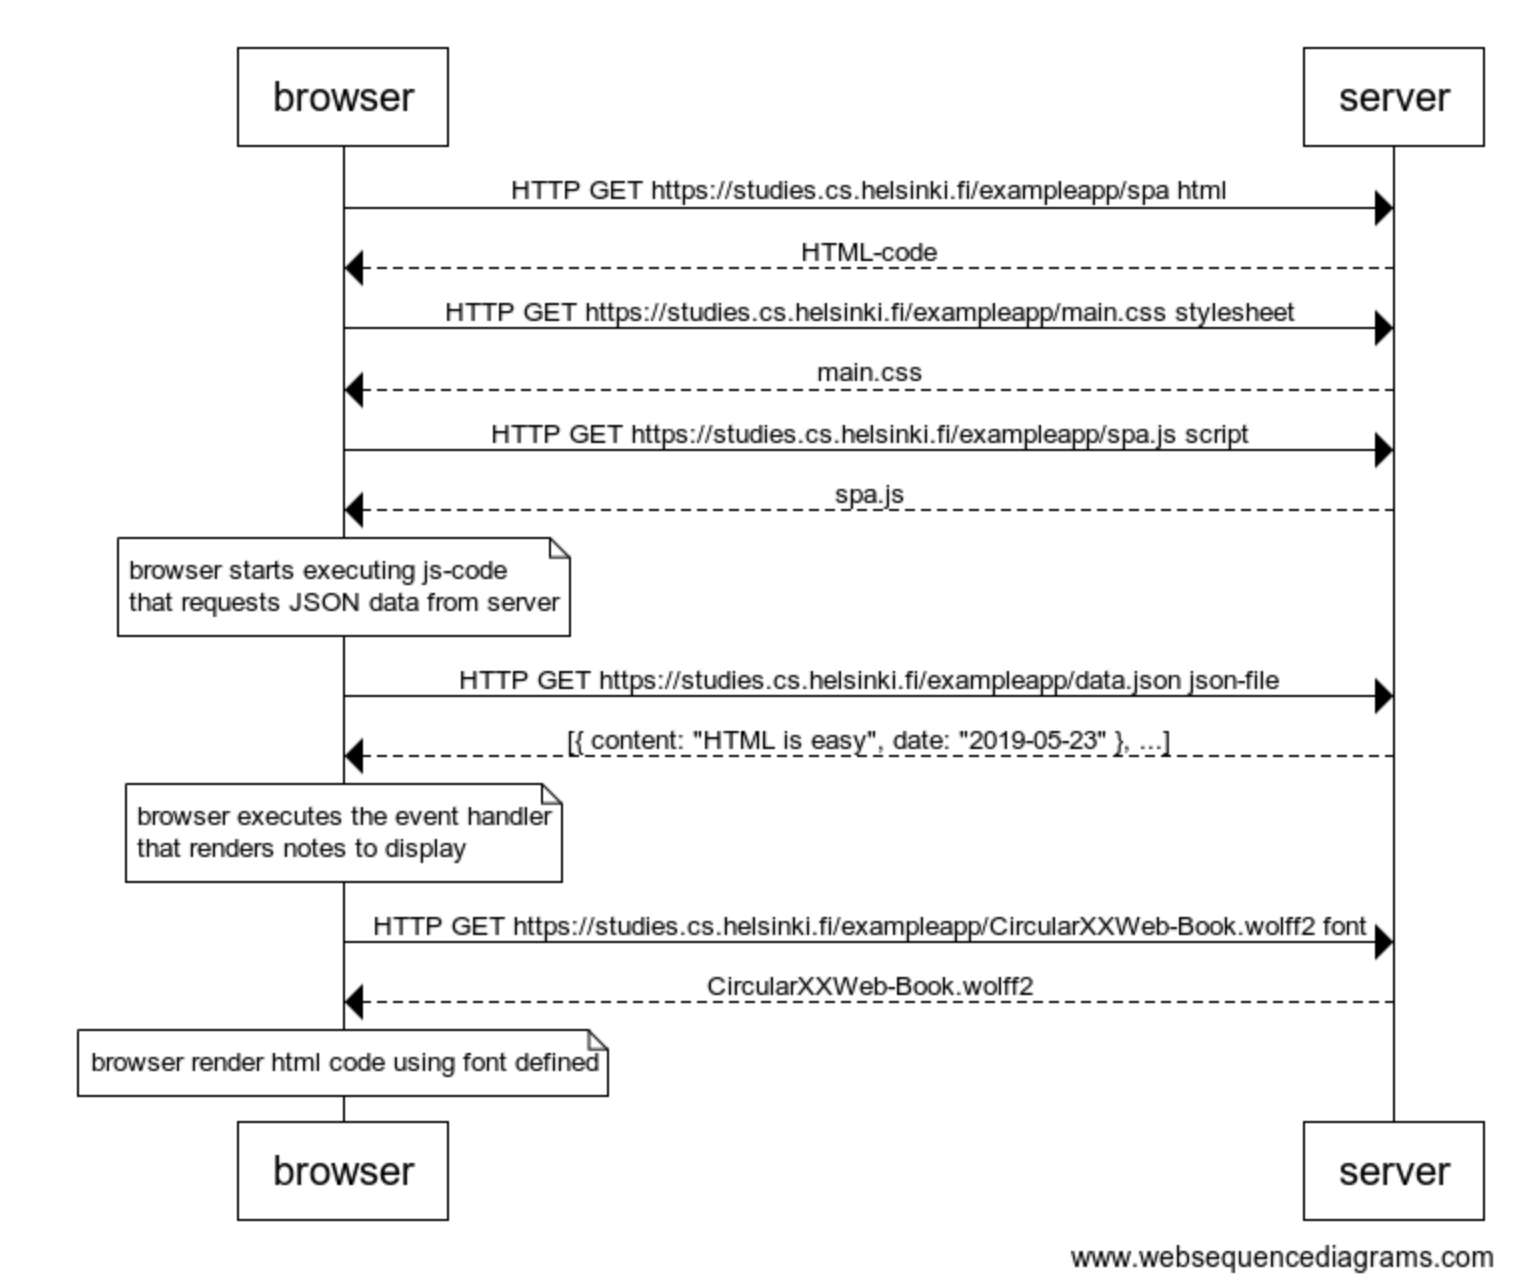 browser
server
HTTP GET https://studies.cs.helsinki.fi/exampleapp/spa html
HTML-code
HTTP GET https://studies.cs.helsinki.fi/exampleapp/main.css stylesheet
main.css
HTTP GET https://studies.cs.helsinki.fi/exampleapp/spa.js script
spa.js
browser starts executing js-code
that requests JSON data from server
HTTP GET https://studies.cs.helsinki.fi/exampleapp/data.json json-file
[{ content: "HTML is easy", date: "2019-05-23" }, ...]
browser executes the event handler
that renders notes to display
HTTP GET https://studies.cs.helsinki.fi/exampleapp/CircularXXWeb-Book.wolff2 font
CircularXXWeb-Book.wolff2
browser render html code using font defined
browser
server
www.websequencediagrams.com